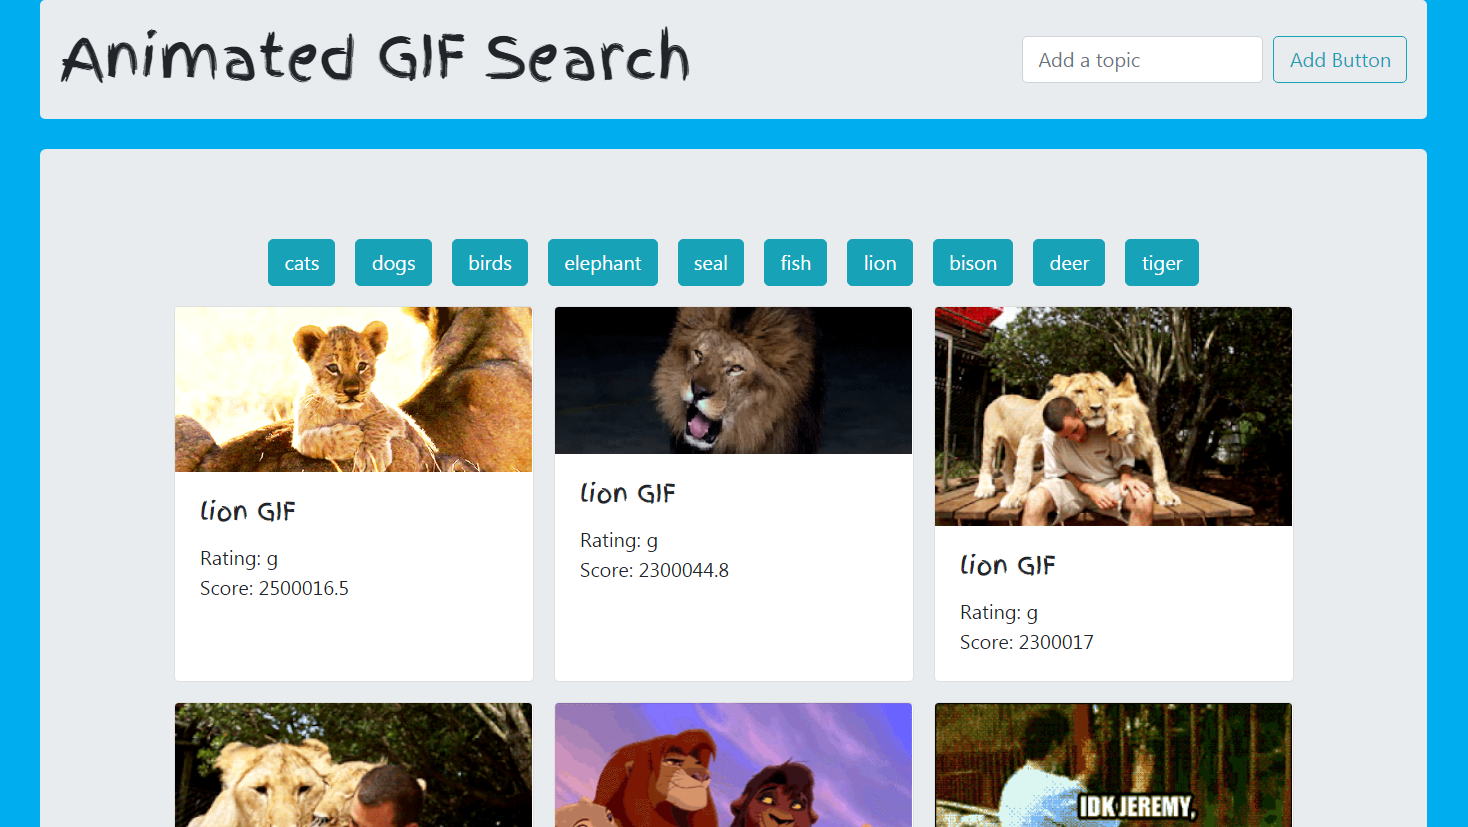 Animated GIF Search
Add a topic
Add Button
cats dogs birds elephant seal fish lion bison deer tiger
lion GIF
Rating: g
Score: 2500016.5
lion GIF
Rating: g
Score: 2300044.8
lion GIF
Rating: g
Score: 2300017
IDK JEREMY,